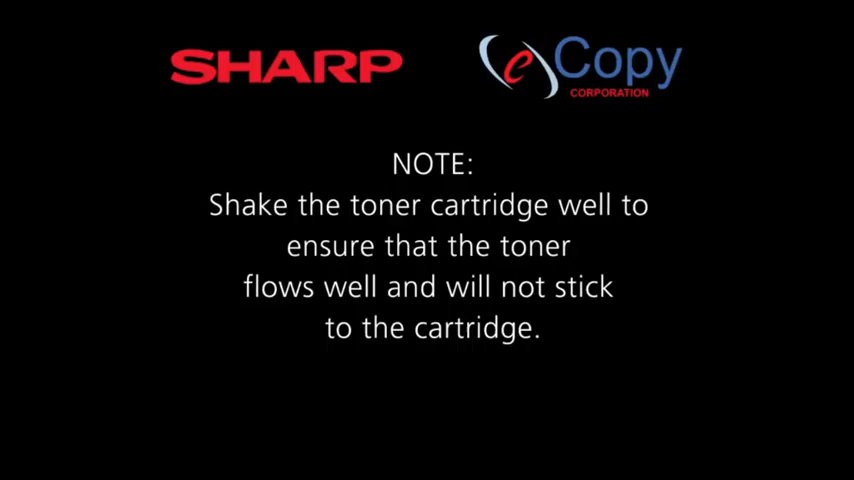 SHARP
eCopy
CORPORATION
NOTE:
Shake the toner cartridge well to
ensure that the toner
flows well and will not stick
to the cartridge.